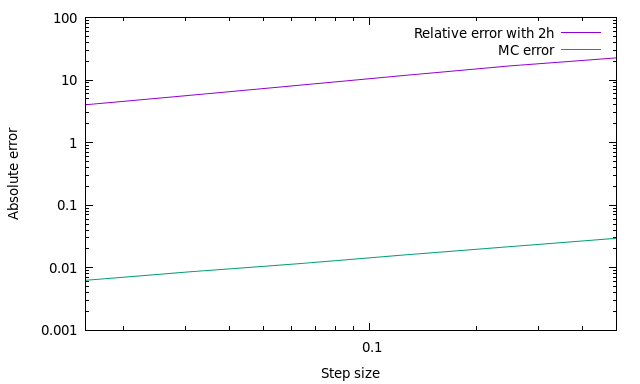 100
Relative error with 2h
MC error
10
1
0.1
0.01
0.001
Absolute error
0.1
Step size